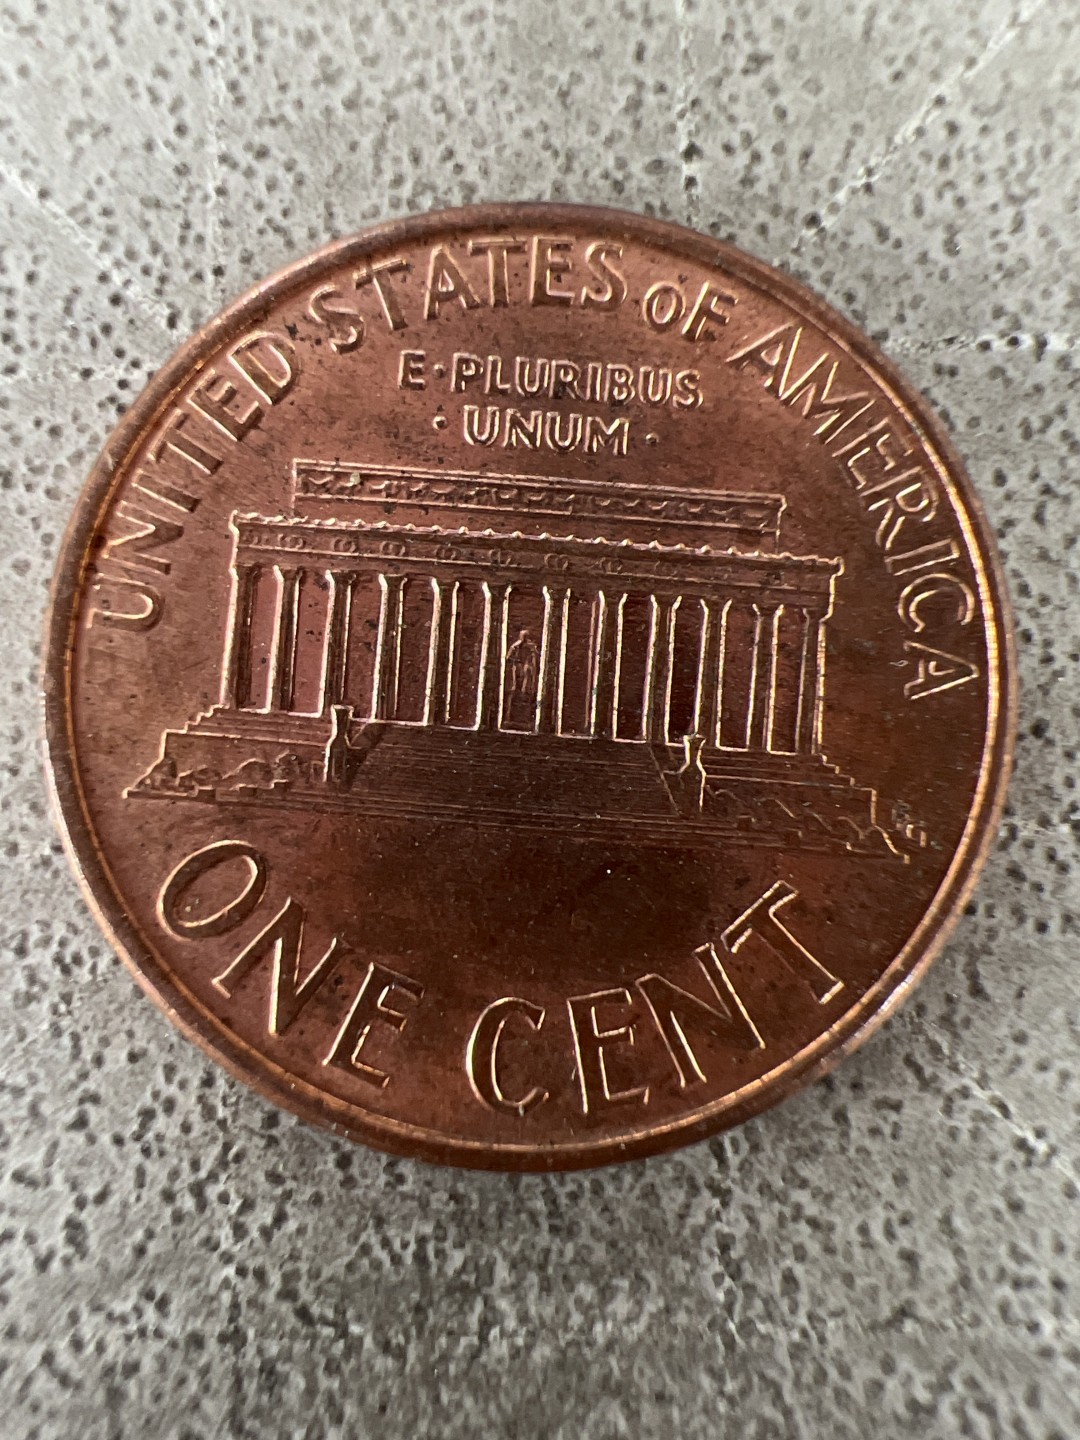 UNITED STATES OF AMERICA
E·PLURIBUS
·UNUM·
ONE CENT